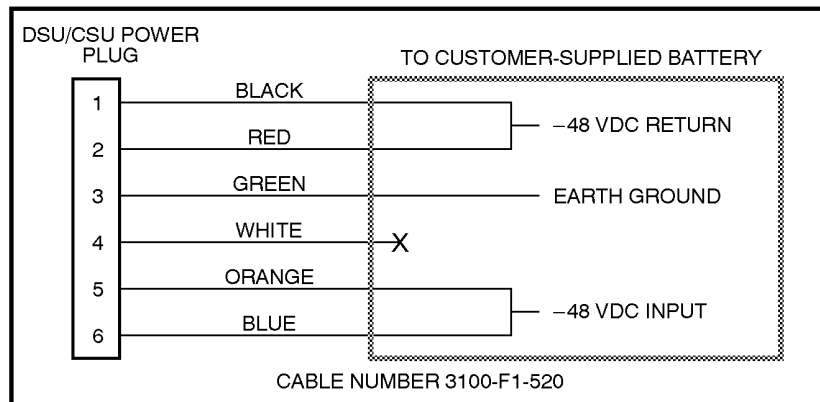 DSU/CSU POWER
PLUG
TO CUSTOMER-SUPPLIED BATTERY
1 BLACK
–48 VDC RETURN
2 RED
3 GREEN EARTH GROUND
4 WHITE X
5 ORANGE
–48 VDC INPUT
6 BLUE
CABLE NUMBER 3100-F1-520